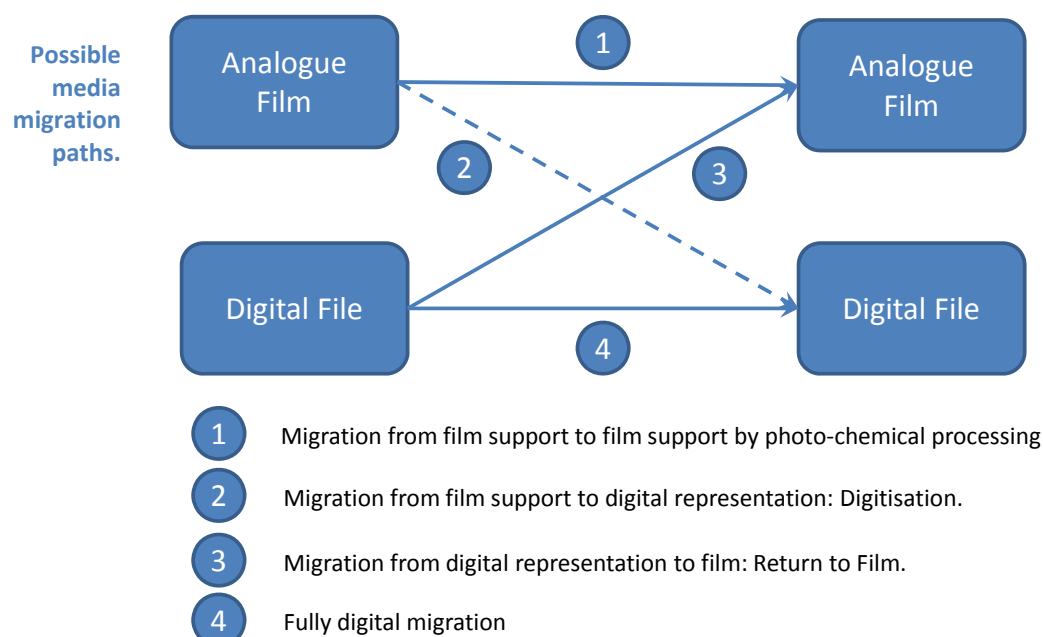 Possible
media
migration
paths.
1
Analogue
Film
Analogue
Film
2
3
Digital File
Digital File
4
1 Migration from film support to film support by photo-chemical processing
2 Migration from film support to digital representation: Digitisation.
3 Migration from digital representation to film: Return to Film.
4 Fully digital migration